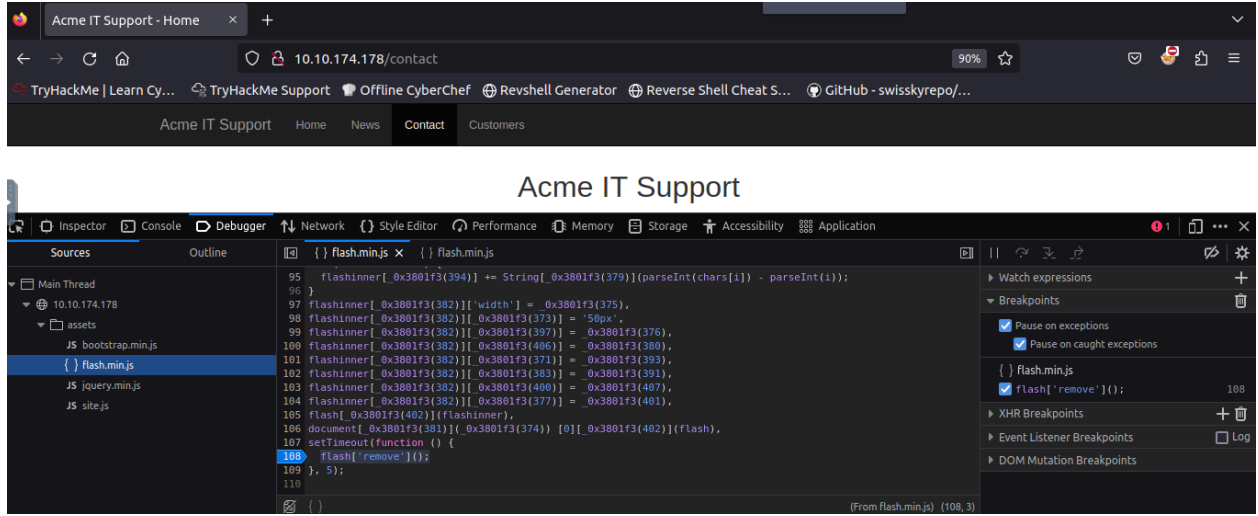 Acme IT Support - Home × +
10.10.174.178/contact 90%
TryHackMe | Learn Cy... TryHackMe Support Offline CyberChef Revshell Generator Reverse Shell Cheat S... GitHub - swisskyrepo/...
Acme IT Support Home News Contact Customers
Acme IT Support
Inspector Console Debugger Network {} Style Editor Performance Memory Storage Accessibility Application 1
Sources Outline { } flash.min.js × { } flash.min.js
Main Thread
10.10.174.178
assets
JS bootstrap.min.js
{ } flash.min.js
JS jquery.min.js
JS site.js
95 flashinner[_0x3801f3(394)] += String[_0x3801f3(379)](parseInt(chars[i]) - parseInt(i));
96 }
97 flashinner[_0x3801f3(382)]['width'] = _0x3801f3(375),
98 flashinner[_0x3801f3(382)][_0x3801f3(373)] = '50px',
99 flashinner[_0x3801f3(382)][_0x3801f3(397)] = _0x3801f3(376),
100 flashinner[_0x3801f3(382)][_0x3801f3(406)] = _0x3801f3(380),
101 flashinner[_0x3801f3(382)][_0x3801f3(371)] = _0x3801f3(393),
102 flashinner[_0x3801f3(382)][_0x3801f3(383)] = _0x3801f3(391),
103 flashinner[_0x3801f3(382)][_0x3801f3(400)] = _0x3801f3(407),
104 flashinner[_0x3801f3(382)][_0x3801f3(377)] = _0x3801f3(401),
105 flash[_0x3801f3(402)](flashinner),
106 document[_0x3801f3(381)](_0x3801f3(374)) [0][_0x3801f3(402)](flash),
107 setTimeout(function () {
108 flash['remove']();
109 }, 5);
110
{ } (From flash.min.js) (108, 3)
Watch expressions
Breakpoints
Pause on exceptions
Pause on caught exceptions
{ } flash.min.js
flash['remove'](); 108
XHR Breakpoints
Event Listener Breakpoints Log
DOM Mutation Breakpoints